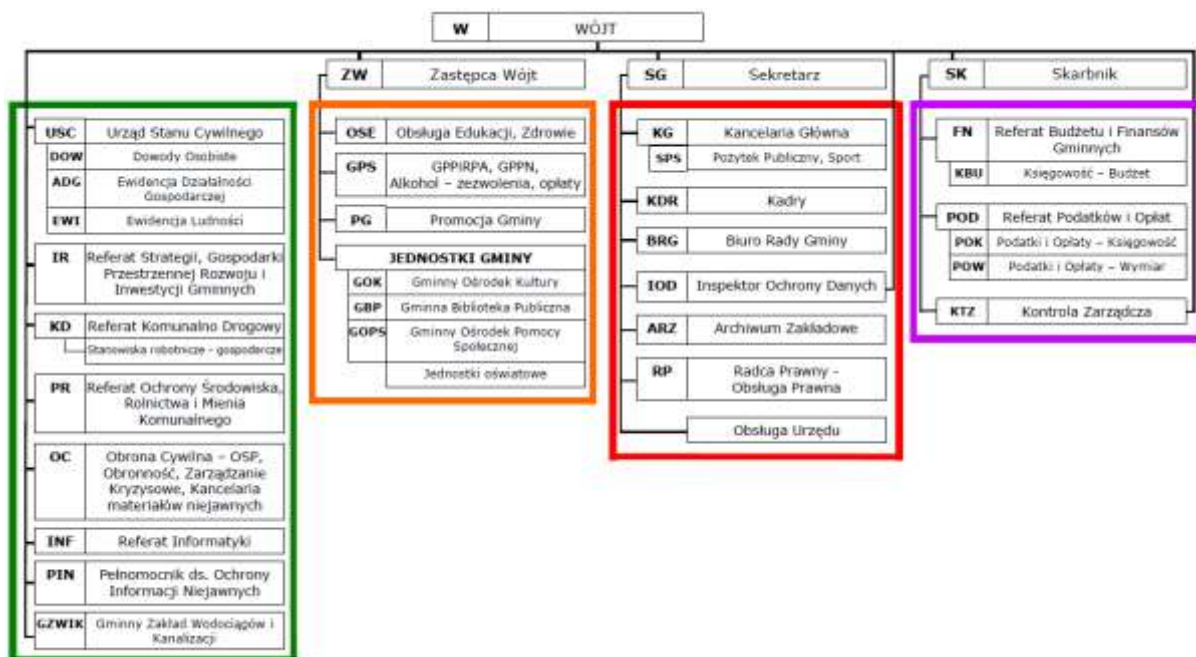 W WÓJT
ZW Zastępca Wójt
SG Sekretarz
SK Skarbnik
USC Urząd Stanu Cywilnego
DOW Dowody Osobiste
ADG Ewidencja Działalności
Gospodarczej
EWI Ewidencja Ludności
IR Referat Strategii, Gospodarki
Przestrzennej Rozwoju i
Inwestycji Gminnych
KD Referat Komunalno Drogowy
Stanowiska robotnicze - gospodarcze
PR Referat Ochrony Środowiska,
Rolnictwa i Mienia
Komunalnego
OC Obrona Cywilna – OSP,
Obronność, Zarządzanie
Kryzysowe, Kancelaria
materiałów niejawnych
INF Referat Informatyki
PIN Pełnomocnik ds. Ochrony
Informacji Niejawnych
GZWIK Gminny Zakład Wodociągów i
Kanalizacji
OSE Obsługa Edukacji, Zdrowie
GPS GPPiRPA, GPPN,
Alkohol – zezwolenia, opłaty
PG Promocja Gminy
JEDNOSTKI GMINY
GOK Gminny Ośrodek Kultury
GBP Gminna Biblioteka Publiczna
GOPS Gminny Ośrodek Pomocy
Społecznej
Jednostki oświatowe
KG Kancelaria Główna
SPS Pożytek Publiczny, Sport
KDR Kadry
BRG Biuro Rady Gminy
IOD Inspektor Ochrony Danych
ARZ Archiwum Zakładowe
RP Radca Prawny –
Obsługa Prawna
Obsługa Urzędu
FN Referat Budżetu i Finansów
Gminnych
KBU Księgowość – Budżet
POD Referat Podatków i Opłat
POK Podatki i Opłaty – Księgowość
POW Podatki i Opłaty – Wymiar
KTZ Kontrola Zarządcza